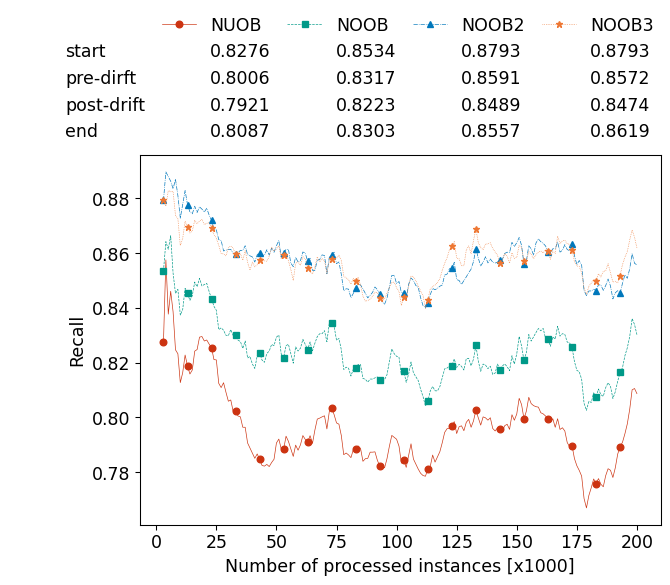 NUOB NOOB NOOB2 NOOB3
start 0.8276 0.8534 0.8793 0.8793
pre-dirft 0.8006 0.8317 0.8591 0.8572
post-drift 0.7921 0.8223 0.8489 0.8474
end 0.8087 0.8303 0.8557 0.8619
0.88
0.86
0.84
0.82
0.80
0.78
Recall
0 25 50 75 100 125 150 175 200
Number of processed instances [x1000]